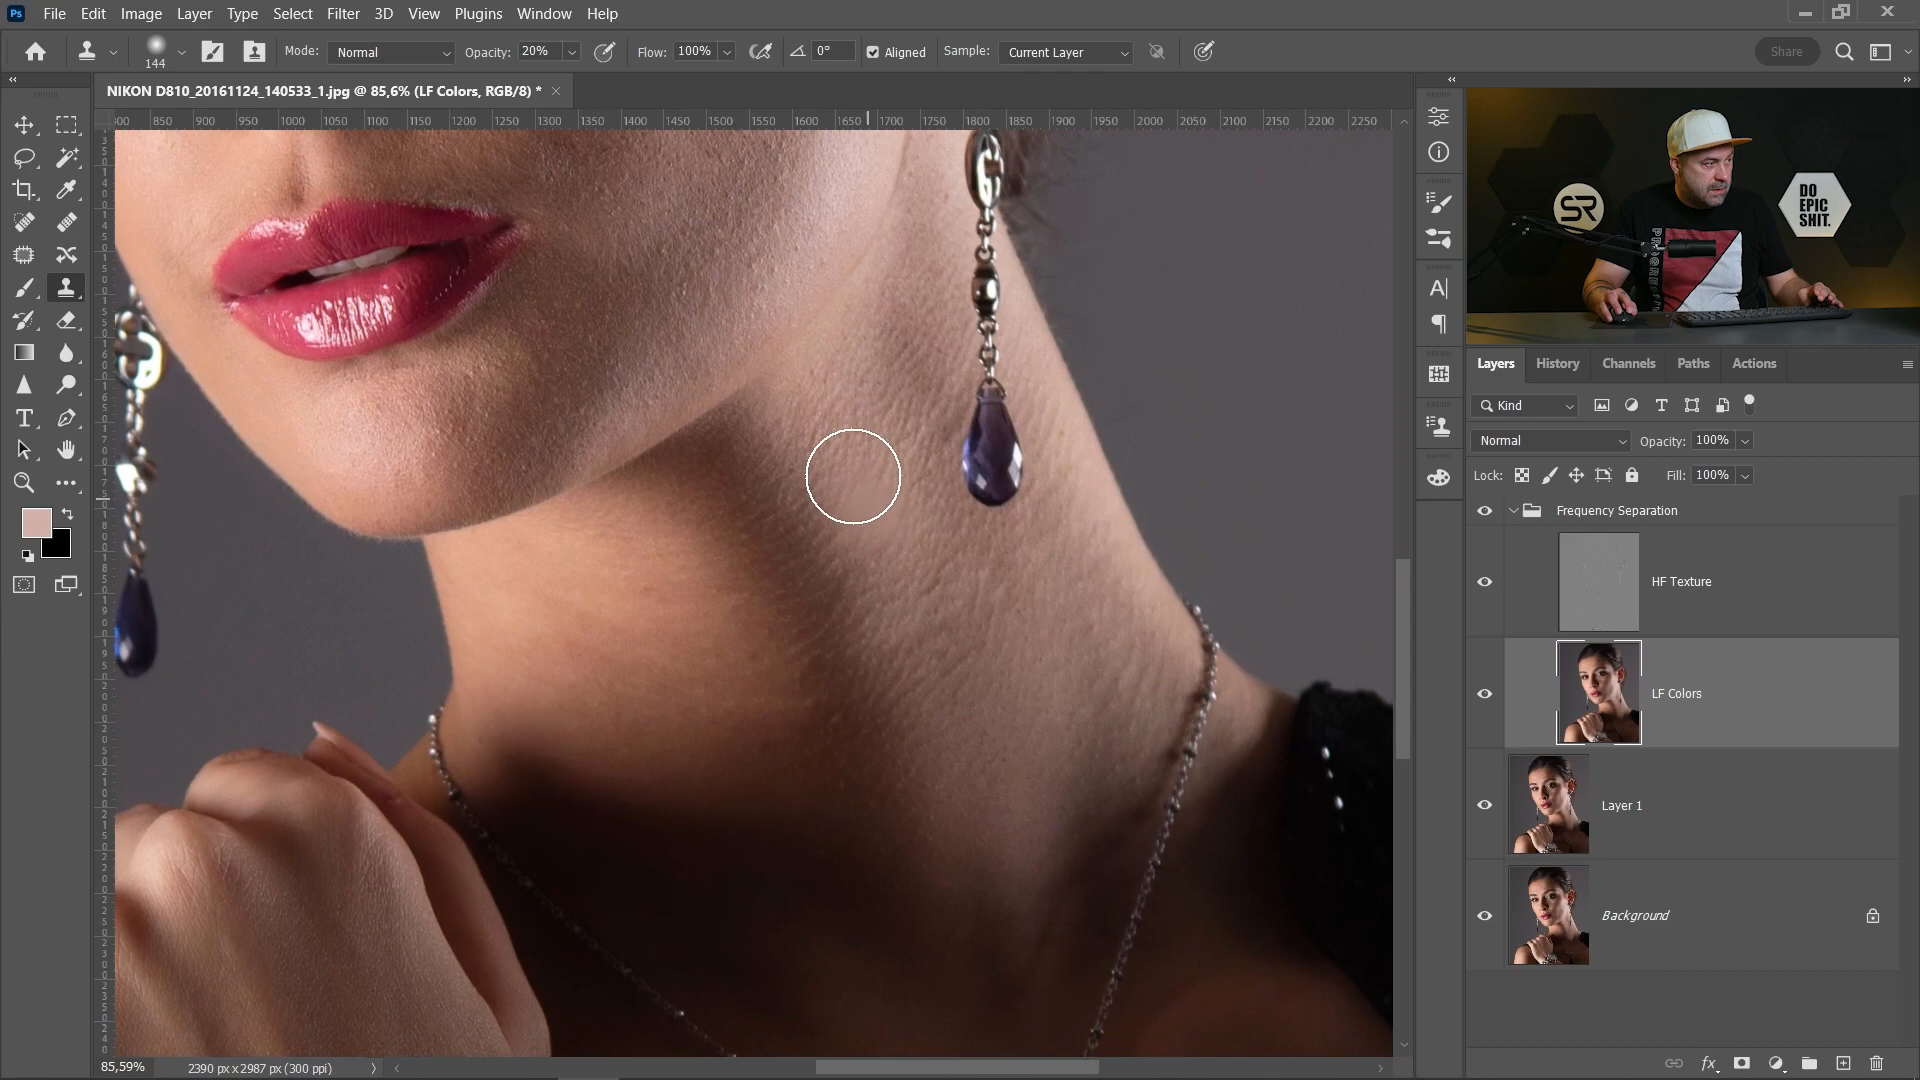 Ps File Edit Image Layer Type Select Filter 3D View Plugins Window Help
144 Mode: Normal Opacity: 20% Flow: 100% 0° Aligned Sample: Current Layer Share
NIKON D810_20161124_140533_1.jpg @ 85,6% (LF Colors, RGB/8) *
800 850 900 950 1000 1050 1100 1150 1200 1250 1300 1350 1400 1450 1500 1550 1600 1650 1700 1750 1800 1850 1900 1950 2000 2050 2100 2150 2200 2250
SR
DO
EPIC
SHIT.
Layers History Channels Paths Actions
Kind
Normal Opacity: 100%
Lock: Fill: 100%
Frequency Separation
HF Texture
LF Colors
Layer 1
Background
85,59% 2390 px x 2987 px (300 ppi)
fx